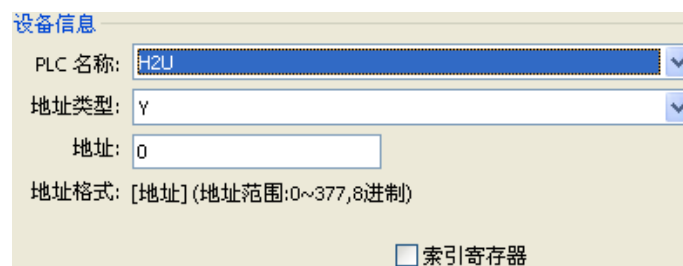 设备信息
PLC 名称: H2U
地址类型: Y
地址: 0
地址格式: [地址] (地址范围:0~377,8进制)
索引寄存器